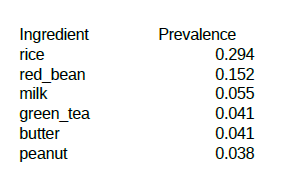 Ingredient Prevalence
rice 0.294
red_bean 0.152
milk 0.055
green_tea 0.041
butter 0.041
peanut 0.038